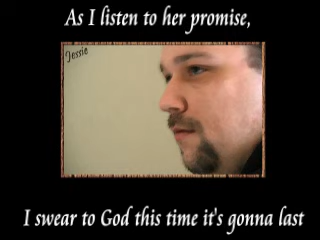 As I listen to her promise,
Jessie
I swear to God this time it's gonna last